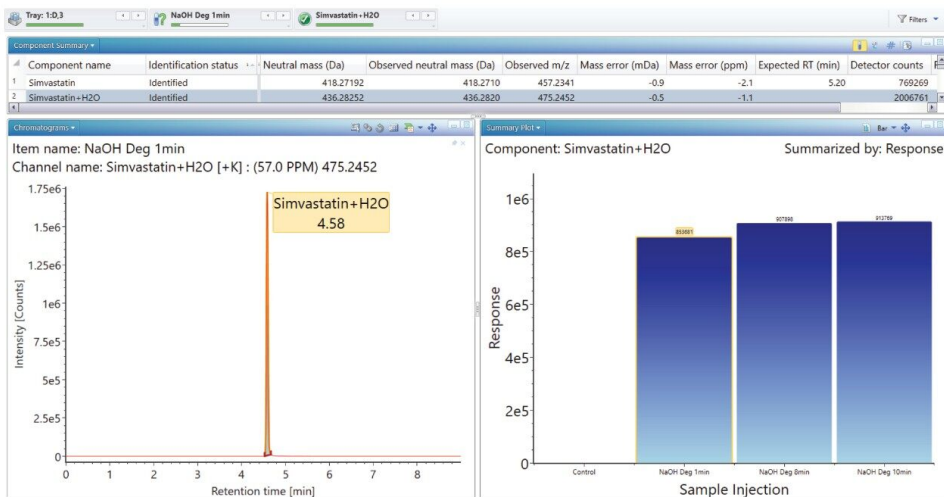 Tray: 1:D,3 NaOH Deg 1min Simvastatin+H2O Filters
Component Summary
Component name Identification status Neutral mass (Da) Observed neutral mass (Da) Observed m/z Mass error (mDa) Mass error (ppm) Expected RT (min) Detector counts
1 Simvastatin Identified 418.27192 418.2710 457.2341 -0.9 -2.1 5.20 769269
2 Simvastatin+H2O Identified 436.28252 436.2820 475.2452 -0.5 -1.1 2006761
Chromatograms
Item name: NaOH Deg 1min
Channel name: Simvastatin+H2O [+K] : (57.0 PPM) 475.2452
1.75e6
Simvastatin+H2O
4.58
1.5e6
1.25e6
1e6
7.5e5
5e5
2.5e5
0
Intensity [Counts]
0 1 2 3 4 5 6 7 8
Retention time [min]
Summary Plot Bar
Component: Simvastatin+H2O Summarized by: Response
1e6
8e5
6e5
4e5
2e5
0
Response
853681 907898 913769
Control NaOH Deg 1min NaOH Deg 8min NaOH Deg 10min
Sample Injection